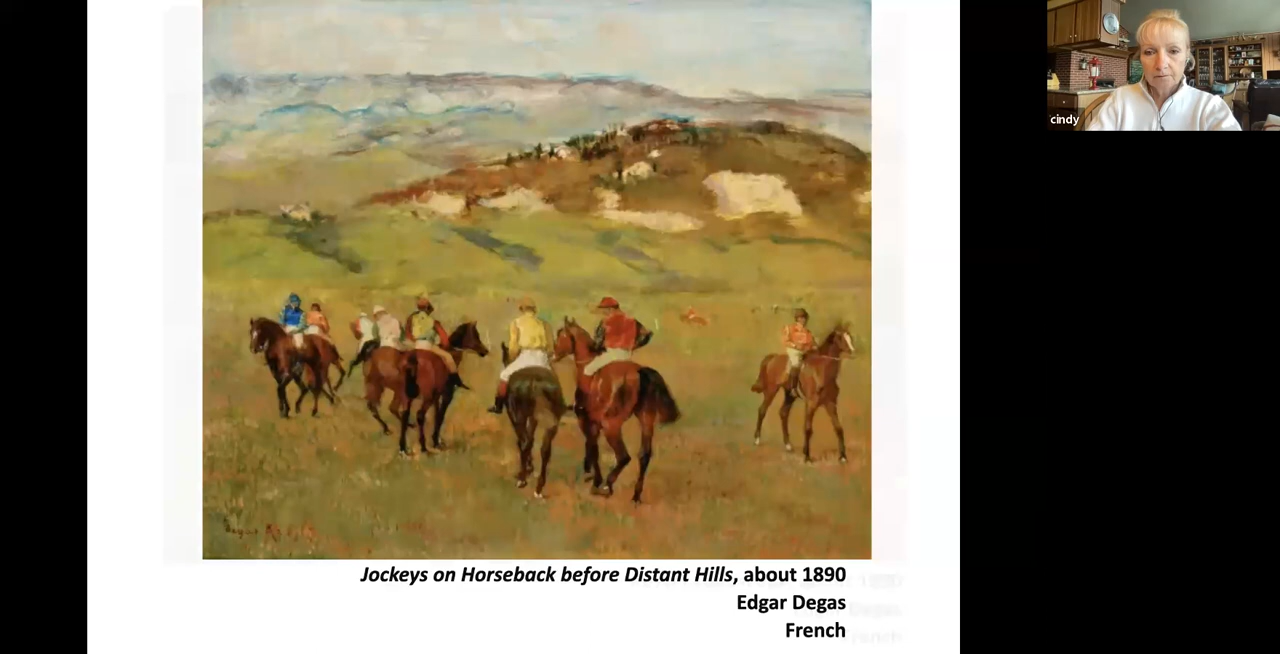 cindy
Jockeys on Horseback before Distant Hills, about 1890
Edgar Degas
French